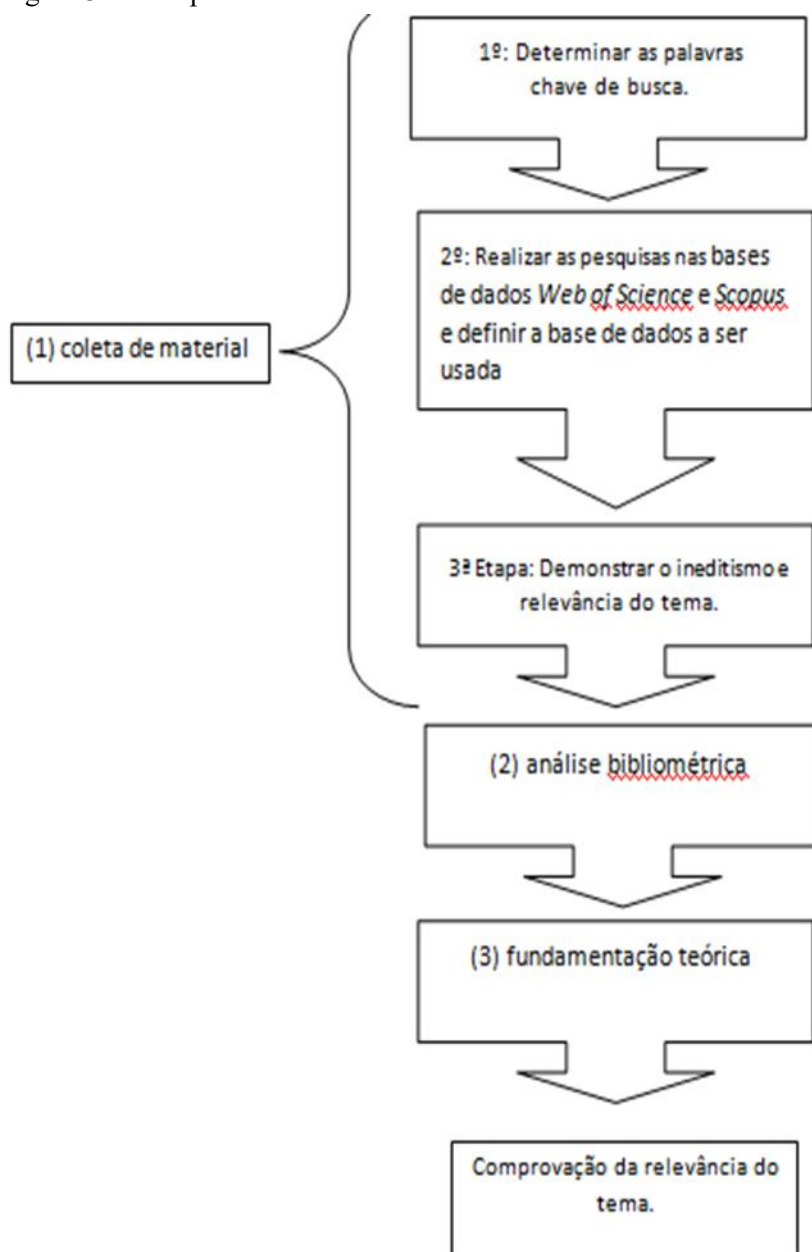 1º: Determinar as palavras
chave de busca.
2º: Realizar as pesquisas nas bases
de dados Web of Science e Scopus
e definir a base de dados a ser
usada
(1) coleta de material
3ª Etapa: Demonstrar o ineditismo e
relevância do tema.
(2) análise bibliométrica
(3) fundamentação teórica
Comprovação da relevância do
tema.